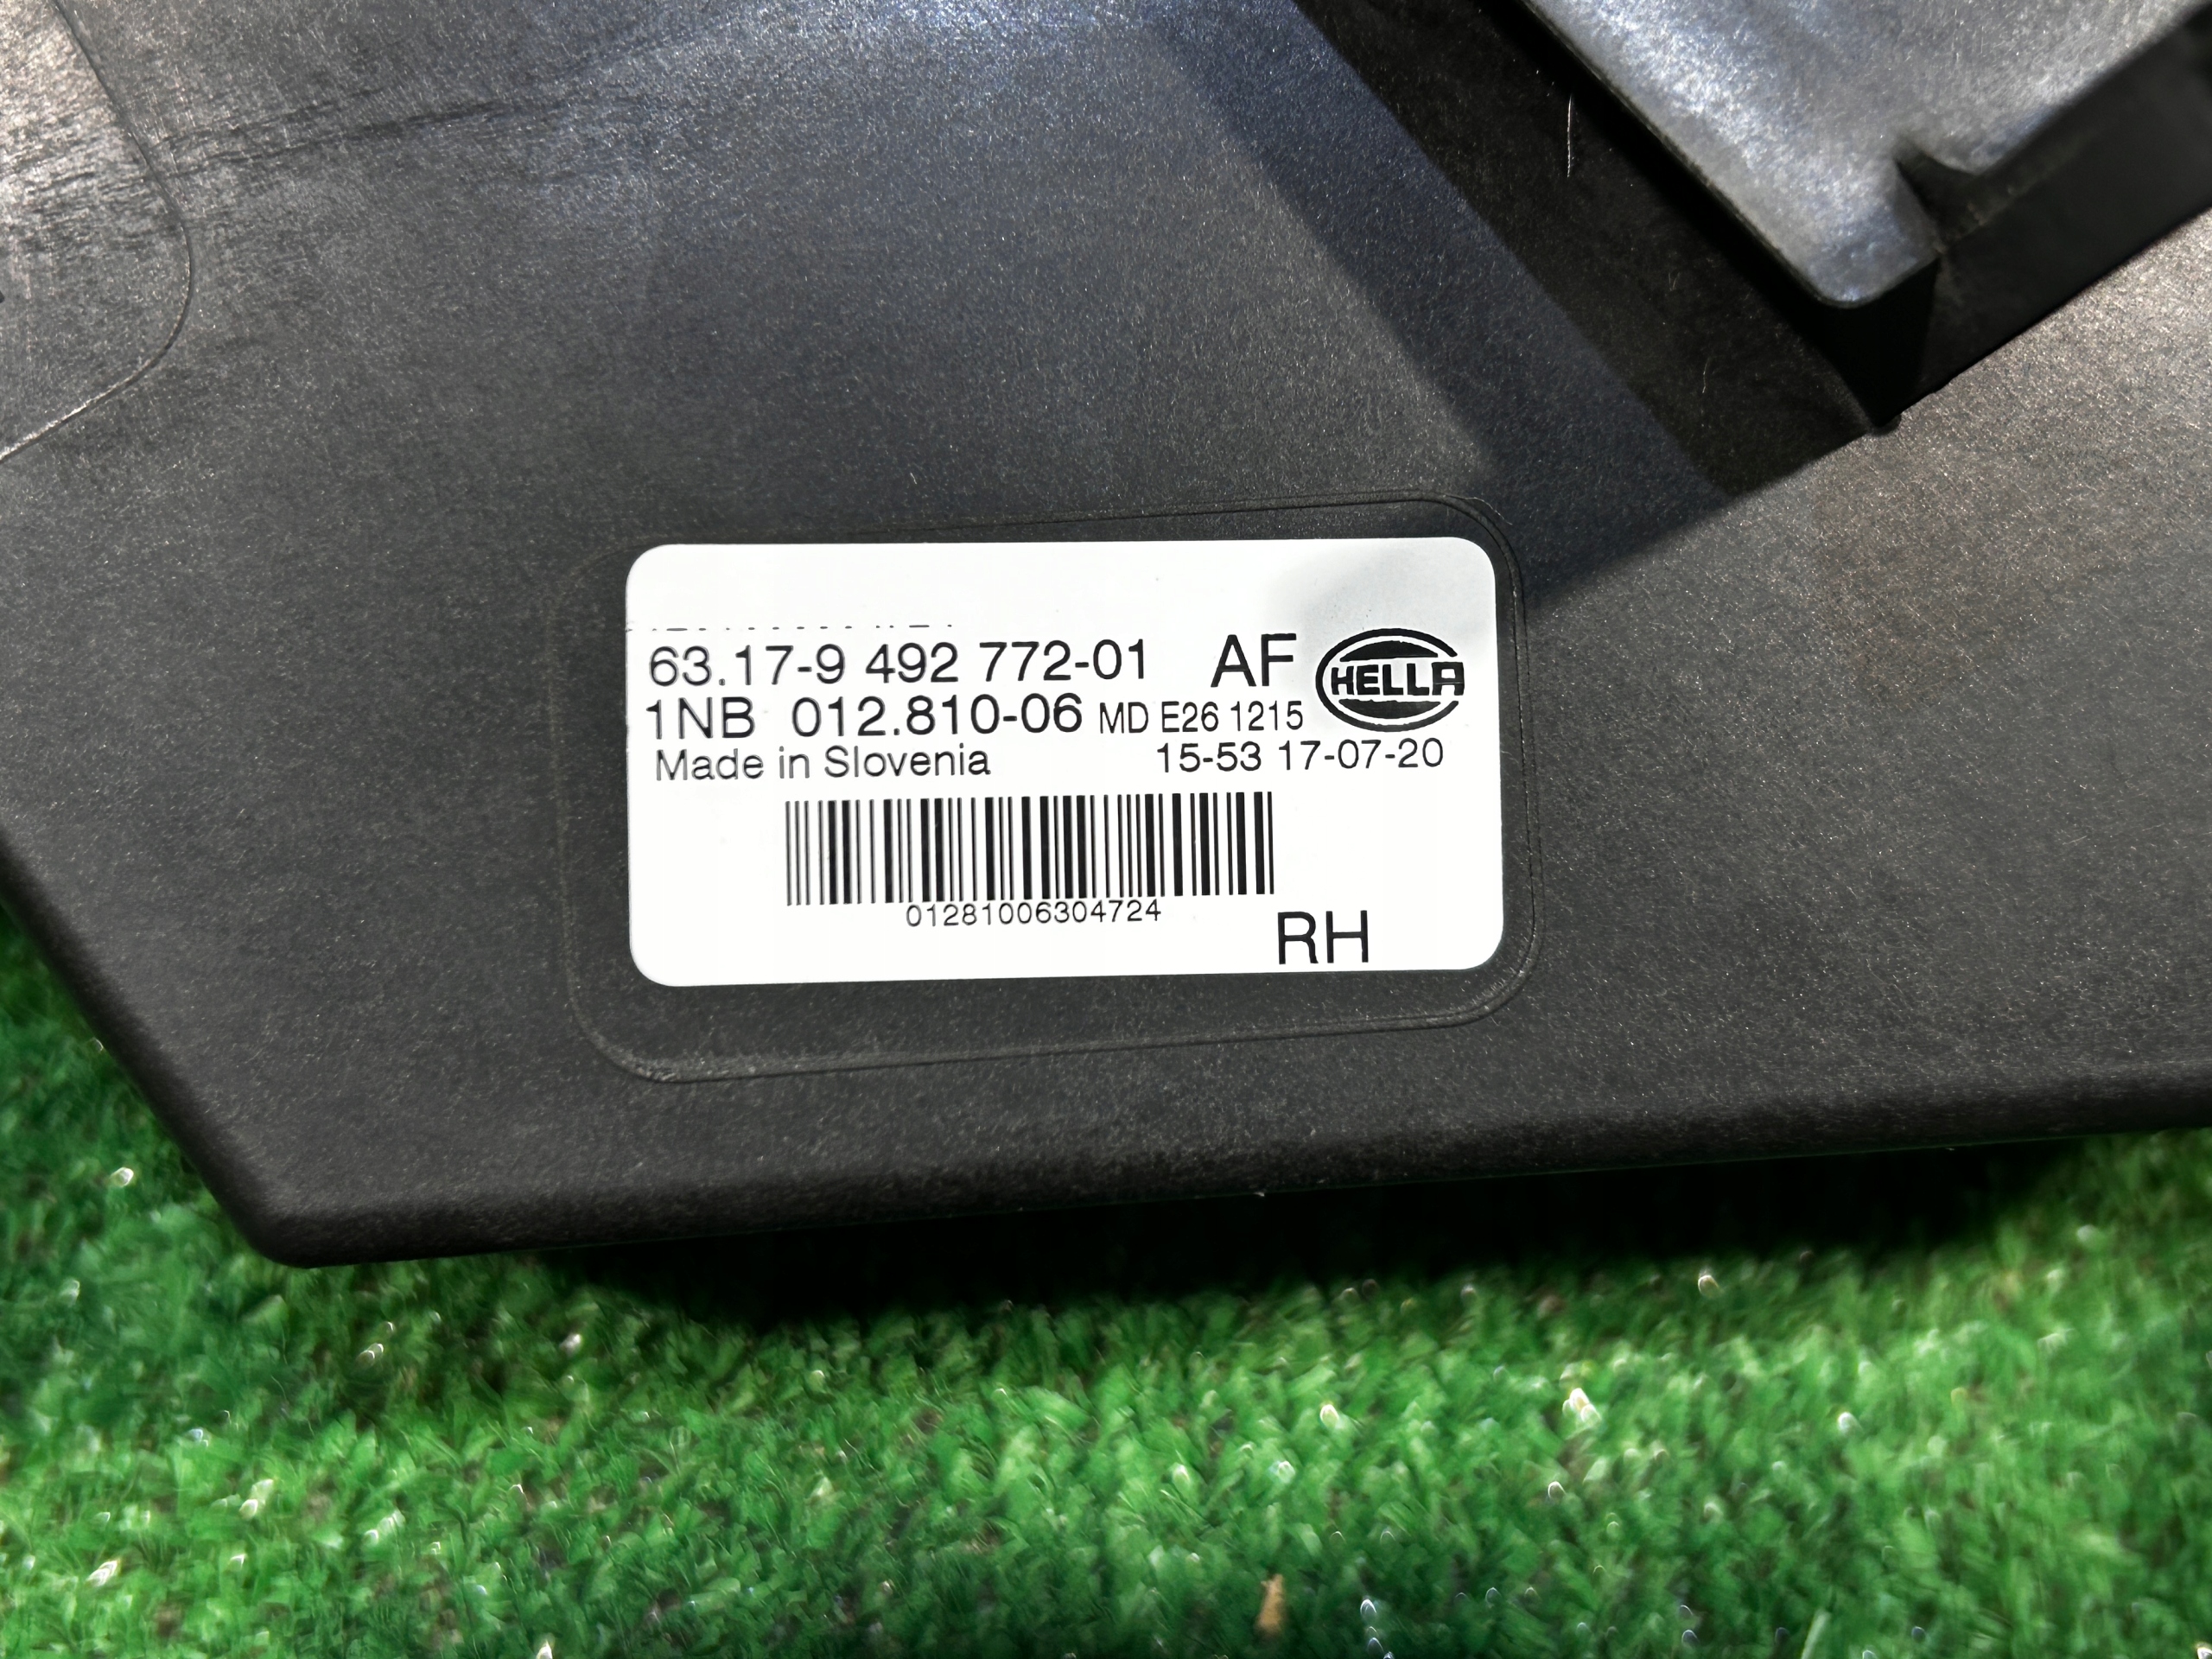 63.17-9 492 772-01 AF HELLA
1NB 012.810-06 MD E26 1215
Made in Slovenia 15-53 17-07-20
01281006304724
RH